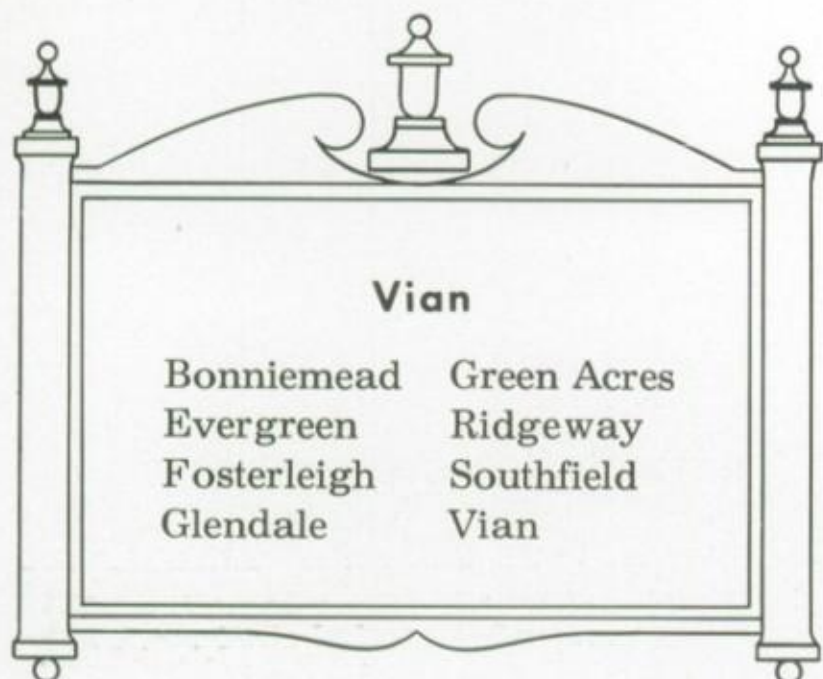 Vian
Bonniemead Green Acres
Evergreen Ridgeway
Fosterleigh Southfield
Glendale Vian